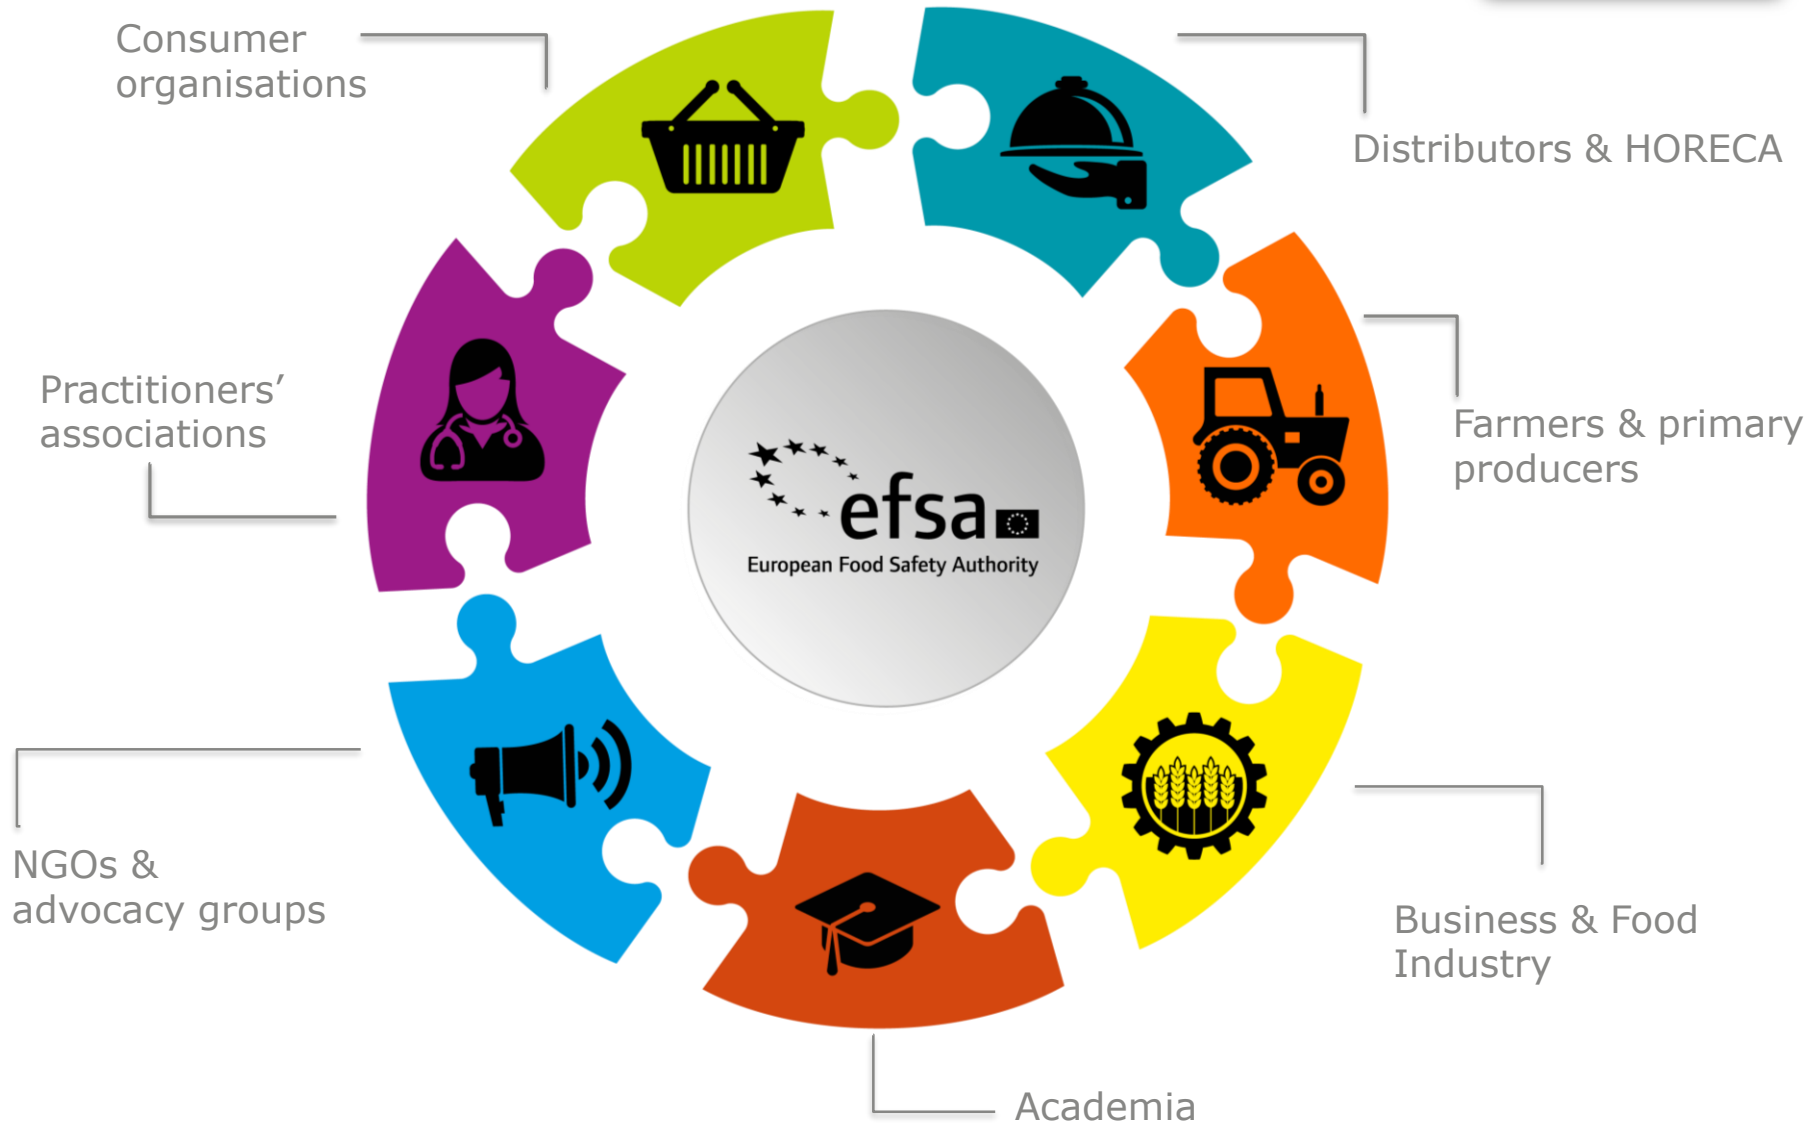 Consumer
organisations
Distributors & HORECA
Practitioners’
associations
Farmers & primary
producers
efsa
European Food Safety Authority
NGOs &
advocacy groups
Business & Food
Industry
Academia